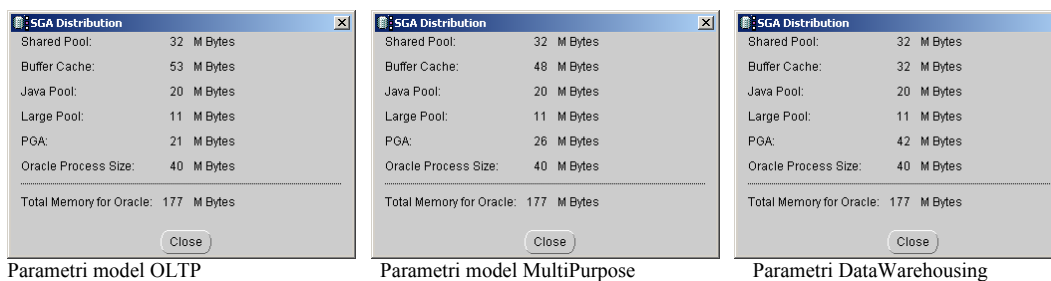 SGA Distribution
Shared Pool: 32 M Bytes
Buffer Cache: 53 M Bytes
Java Pool: 20 M Bytes
Large Pool: 11 M Bytes
PGA: 21 M Bytes
Oracle Process Size: 40 M Bytes
Total Memory for Oracle: 177 M Bytes
Close
Parametri model OLTP
SGA Distribution
Shared Pool: 32 M Bytes
Buffer Cache: 48 M Bytes
Java Pool: 20 M Bytes
Large Pool: 11 M Bytes
PGA: 26 M Bytes
Oracle Process Size: 40 M Bytes
Total Memory for Oracle: 177 M Bytes
Close
Parametri model MultiPurpose
SGA Distribution
Shared Pool: 32 M Bytes
Buffer Cache: 32 M Bytes
Java Pool: 20 M Bytes
Large Pool: 11 M Bytes
PGA: 42 M Bytes
Oracle Process Size: 40 M Bytes
Total Memory for Oracle: 177 M Bytes
Close
Parametri DataWarehousing